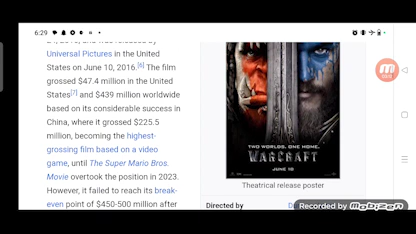 6:29
Universal Pictures in the United
States on June 10, 2016.[6] The film
grossed $47.4 million in the United
States[7] and $439 million worldwide
based on its considerable success in
China, where it grossed $225.5
million, becoming the highest-
grossing film based on a video
game, until The Super Mario Bros.
Movie overtook the position in 2023.
However, it failed to reach its break-
even point of $450-500 million after
TWO WORLDS. ONE HOME.
WARCRAFT
JUNE 10
Theatrical release poster
Directed by
Recorded by MOBIZEN